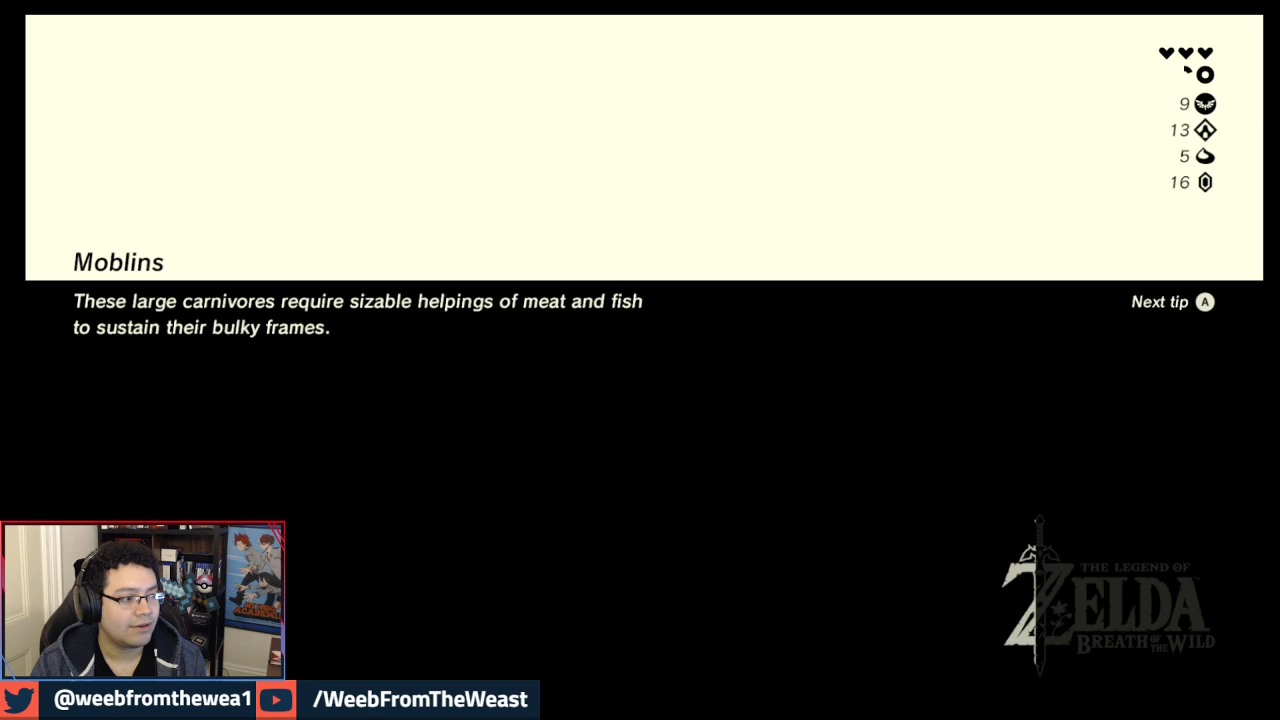 9
13
5
16
Moblins
These large carnivores require sizable helpings of meat and fish
to sustain their bulky frames.
Next tip A
THE LEGEND OF
ZELDA
BREATH OF THE WILD
@weebfromthewea1
/WeebFromTheWeast